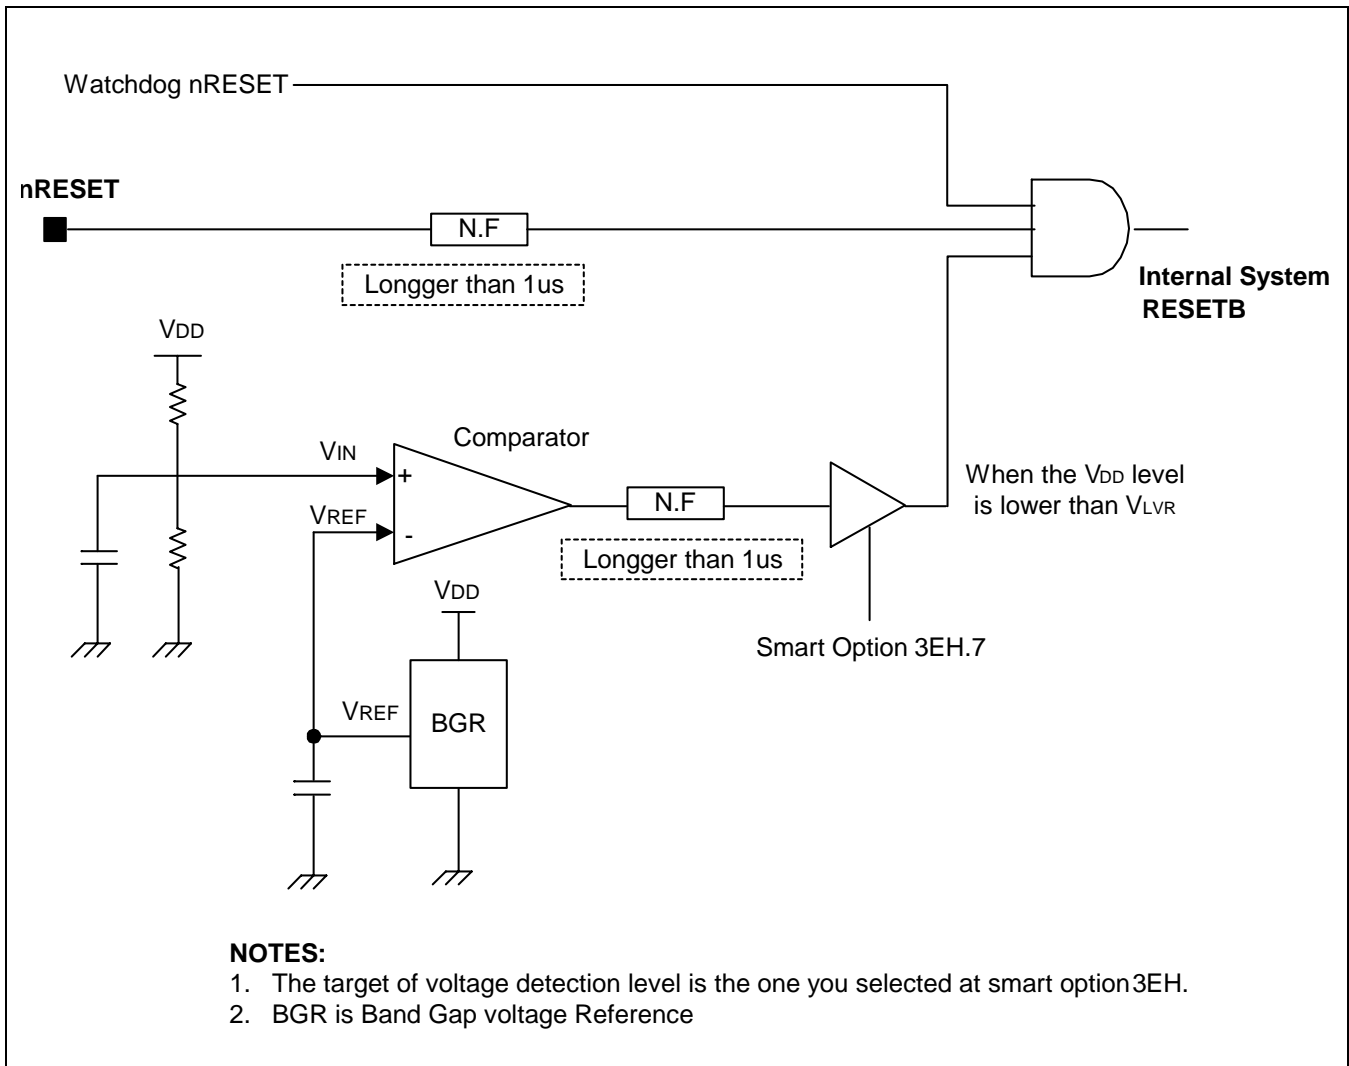 Watchdog nRESET
nRESET
N.F
Longger than 1us
Internal System
RESETB
VDD
Comparator
VIN
+
VREF
-
N.F
Longger than 1us
When the VDD level
is lower than VLVR
VDD
Smart Option 3EH.7
VREF
BGR
NOTES:
1. The target of voltage detection level is the one you selected at smart option 3EH.
2. BGR is Band Gap voltage Reference